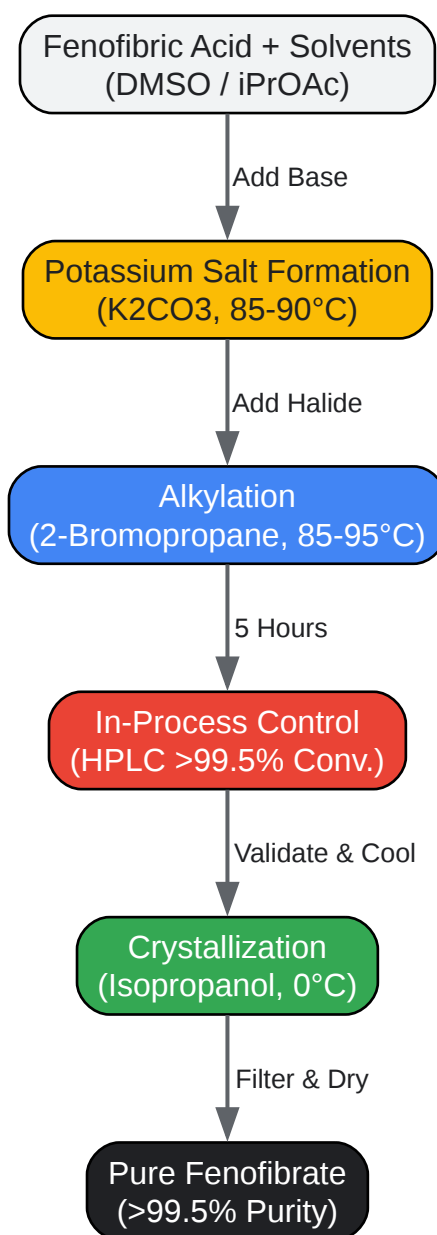 Fenofibric Acid + Solvents
(DMSO / iPrOAc)
Add Base
Potassium Salt Formation
(K2CO3, 85-90°C)
Add Halide
Alkylation
(2-Bromopropane, 85-95°C)
5 Hours
In-Process Control
(HPLC >99.5% Conv.)
Validate & Cool
Crystallization
(Isopropanol, 0°C)
Filter & Dry
Pure Fenofibrate
(>99.5% Purity)